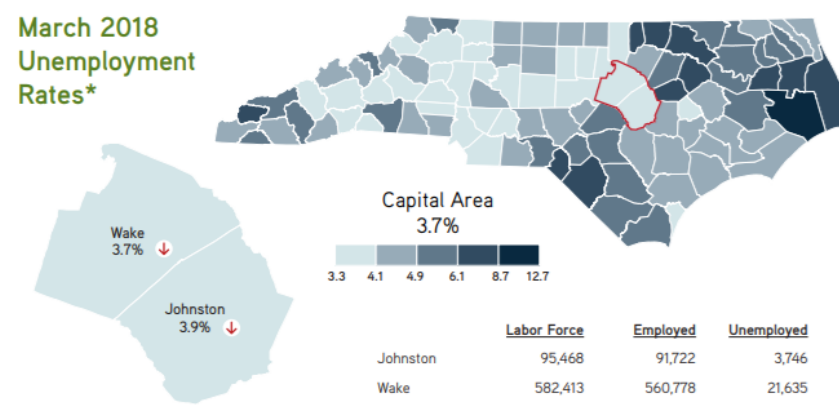 March 2018
Unemployment
Rates*
Capital Area
3.7%
3.3 4.1 4.9 6.1 8.7 12.7
Wake
3.7%
Johnston
3.9%
Labor Force Employed Unemployed
Johnston 95,468 91,722 3,746
Wake 582,413 560,778 21,635